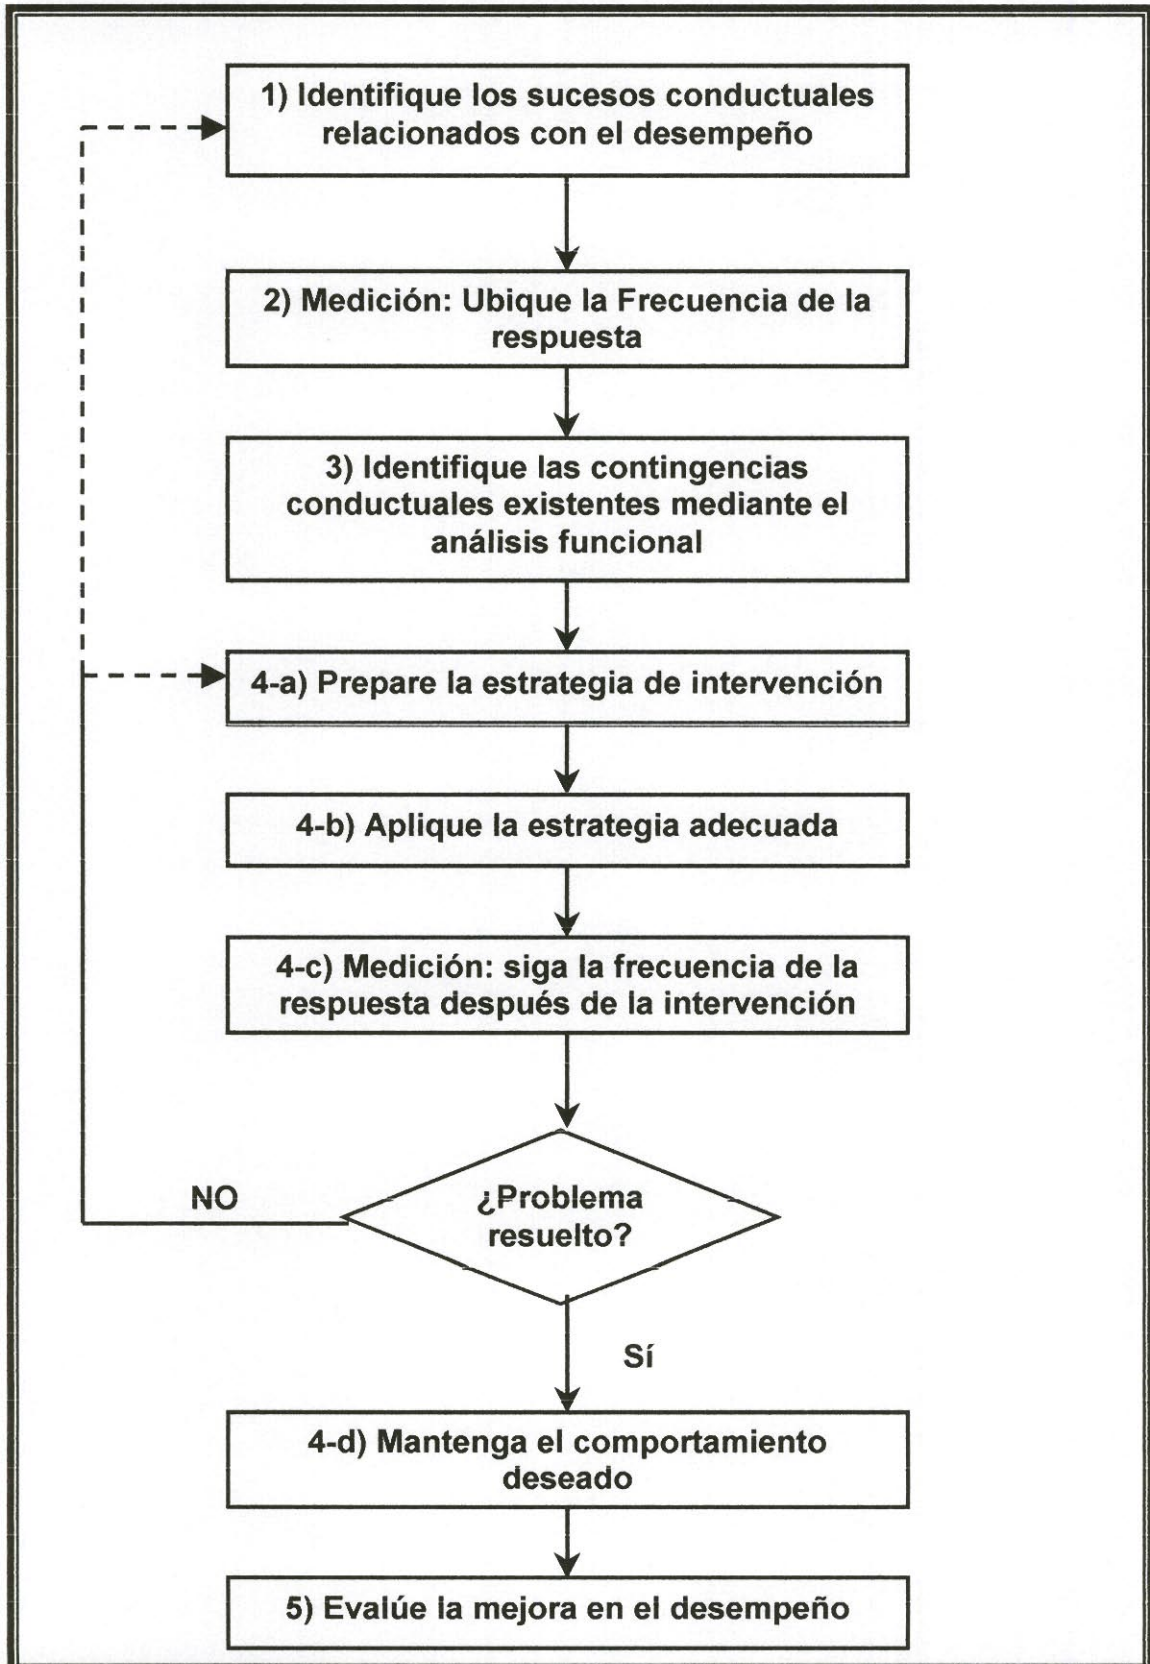 1) Identifique los sucesos conductuales
relacionados con el desempeño
2) Medición: Ubique la Frecuencia de la
respuesta
3) Identifique las contingencias
conductuales existentes mediante el
análisis funcional
4-a) Prepare la estrategia de intervención
4-b) Aplique la estrategia adecuada
4-c) Medición: siga la frecuencia de la
respuesta después de la intervención
NO
¿Problema
resuelto?
Sí
4-d) Mantenga el comportamiento
deseado
5) Evalúe la mejora en el desempeño